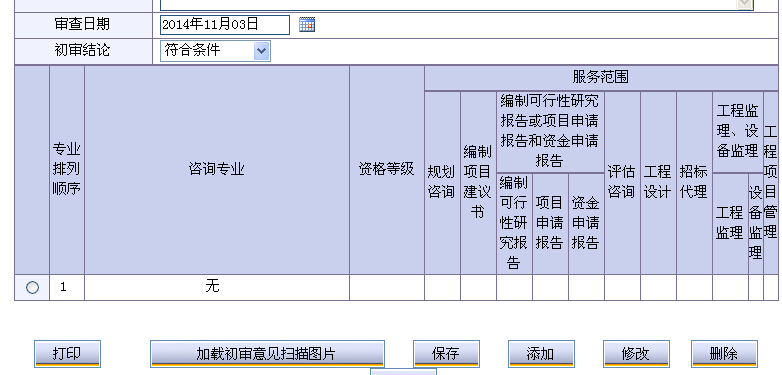 审查日期
2014年11月03日
初审结论
符合条件
服务范围
专业
排列
顺序
咨询专业
资格等级
规划
咨询
编制
项目
建议
书
编制可行性研究
报告或项目申请
报告和资金申请
报告
编制
可行
性研
究报
告
项目
申请
报告
资金
申请
报告
评估
咨询
工程
设计
招标
代理
工程监
理、设
备监理
工程
监理
设
备
监
理
工
程
项
目
管
理
1
无
打印
加载初审意见扫描图片
保存
添加
修改
删除